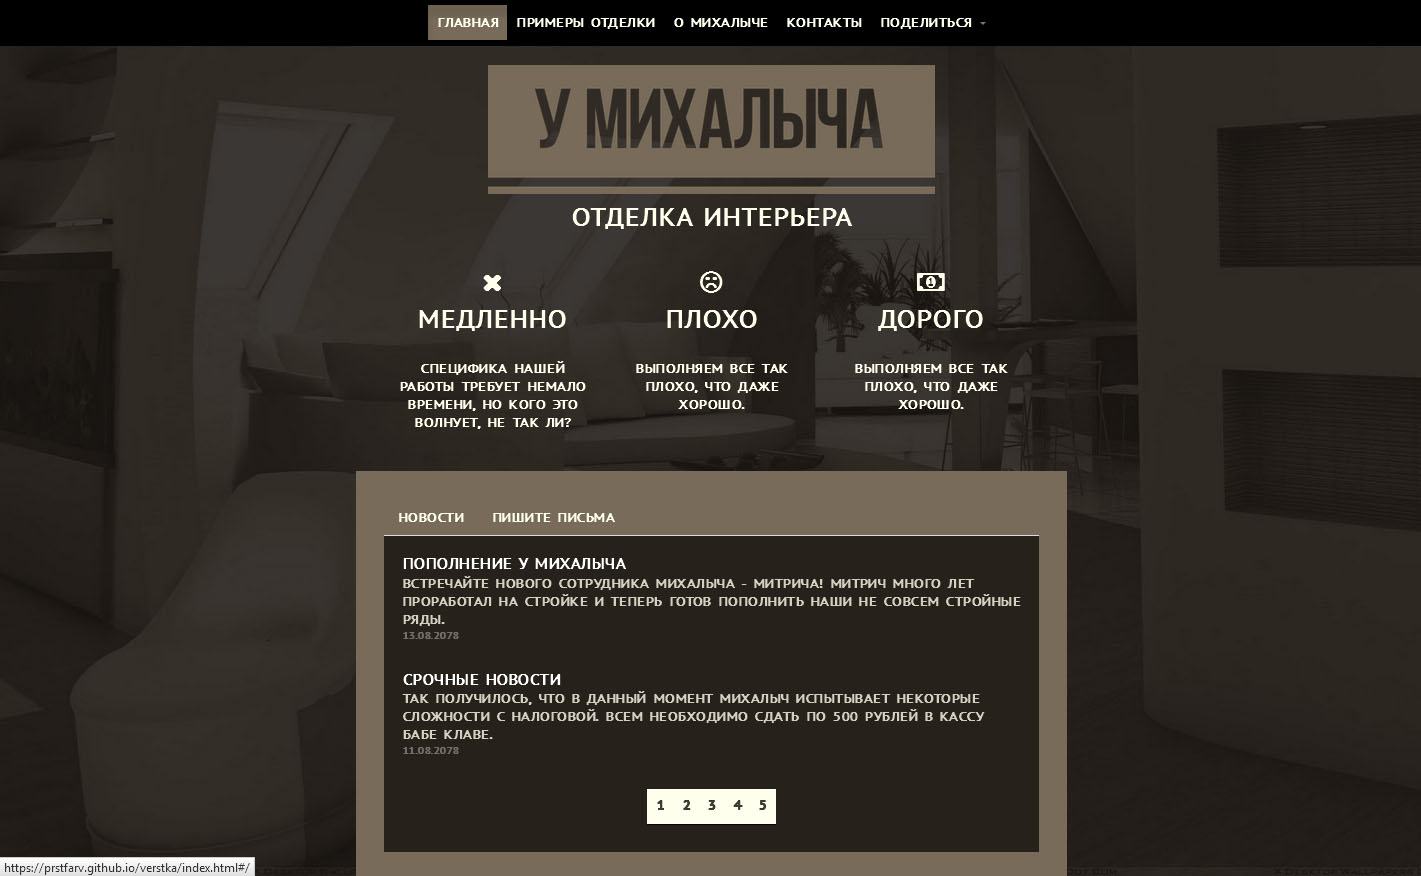 ГЛАВНАЯ ПРИМЕРЫ ОТДЕЛКИ О МИХАЛЫЧЕ КОНТАКТЫ ПОДЕЛИТЬСЯ
У МИХАЛЫЧА
ОТДЕЛКА ИНТЕРЬЕРА
МЕДЛЕННО
СПЕЦИФИКА НАШЕЙ
РАБОТЫ ТРЕБУЕТ НЕМАЛО
ВРЕМЕНИ, НО КОГО ЭТО
ВОЛНУЕТ, НЕ ТАК ЛИ?
ПЛОХО
ВЫПОЛНЯЕМ ВСЕ ТАК
ПЛОХО, ЧТО ДАЖЕ
ХОРОШО.
ДОРОГО
ВЫПОЛНЯЕМ ВСЕ ТАК
ПЛОХО, ЧТО ДАЖЕ
ХОРОШО.
НОВОСТИ ПИШИТЕ ПИСЬМА
ПОПОЛНЕНИЕ У МИХАЛЫЧА
ВСТРЕЧАЙТЕ НОВОГО СОТРУДНИКА МИХАЛЫЧА - МИТРИЧА! МИТРИЧ МНОГО ЛЕТ
ПРОРАБОТАЛ НА СТРОЙКЕ И ТЕПЕРЬ ГОТОВ ПОПОЛНИТЬ НАШИ НЕ СОВСЕМ СТРОЙНЫЕ
РЯДЫ.
13.08.2078
СРОЧНЫЕ НОВОСТИ
ТАК ПОЛУЧИЛОСЬ, ЧТО В ДАННЫЙ МОМЕНТ МИХАЛЫЧ ИСПЫТЫВАЕТ НЕКОТОРЫЕ
СЛОЖНОСТИ С НАЛОГОВОЙ. ВСЕМ НЕОБХОДИМО СДАТЬ ПО 500 РУБЛЕЙ В КАССУ
БАБЕ КЛАВЕ.
11.08.2078
1 2 3 4 5
https://prstfarv.github.io/verstka/index.html#/